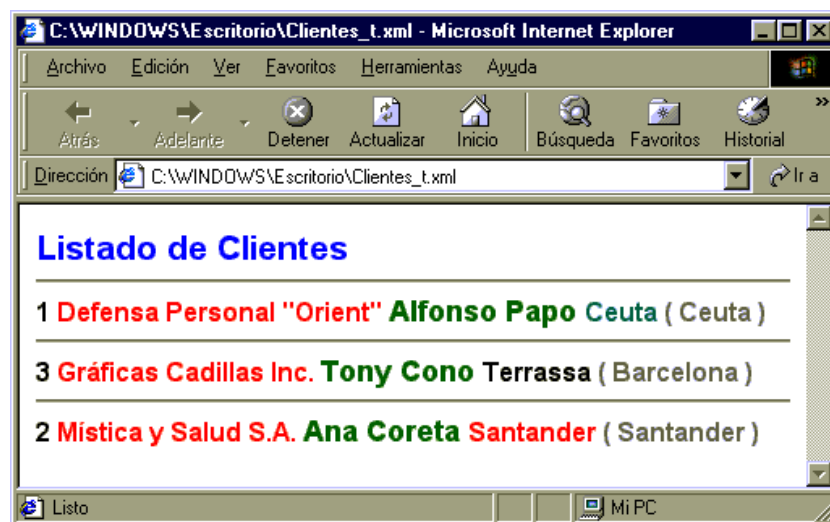 C:\WINDOWS\Escritorio\Clientes_t.xml - Microsoft Internet Explorer
Archivo Edición Ver Favoritos Herramientas Ayuda
Atrás Adelante Detener Actualizar Inicio Búsqueda Favoritos Historial »
Dirección C:\WINDOWS\Escritorio\Clientes_t.xml Ir a
Listado de Clientes
1 Defensa Personal "Orient" Alfonso Papo Ceuta ( Ceuta )
3 Gráficas Cadillas Inc. Tony Cono Terrassa ( Barcelona )
2 Mística y Salud S.A. Ana Coreta Santander ( Santander )
Listo Mi PC